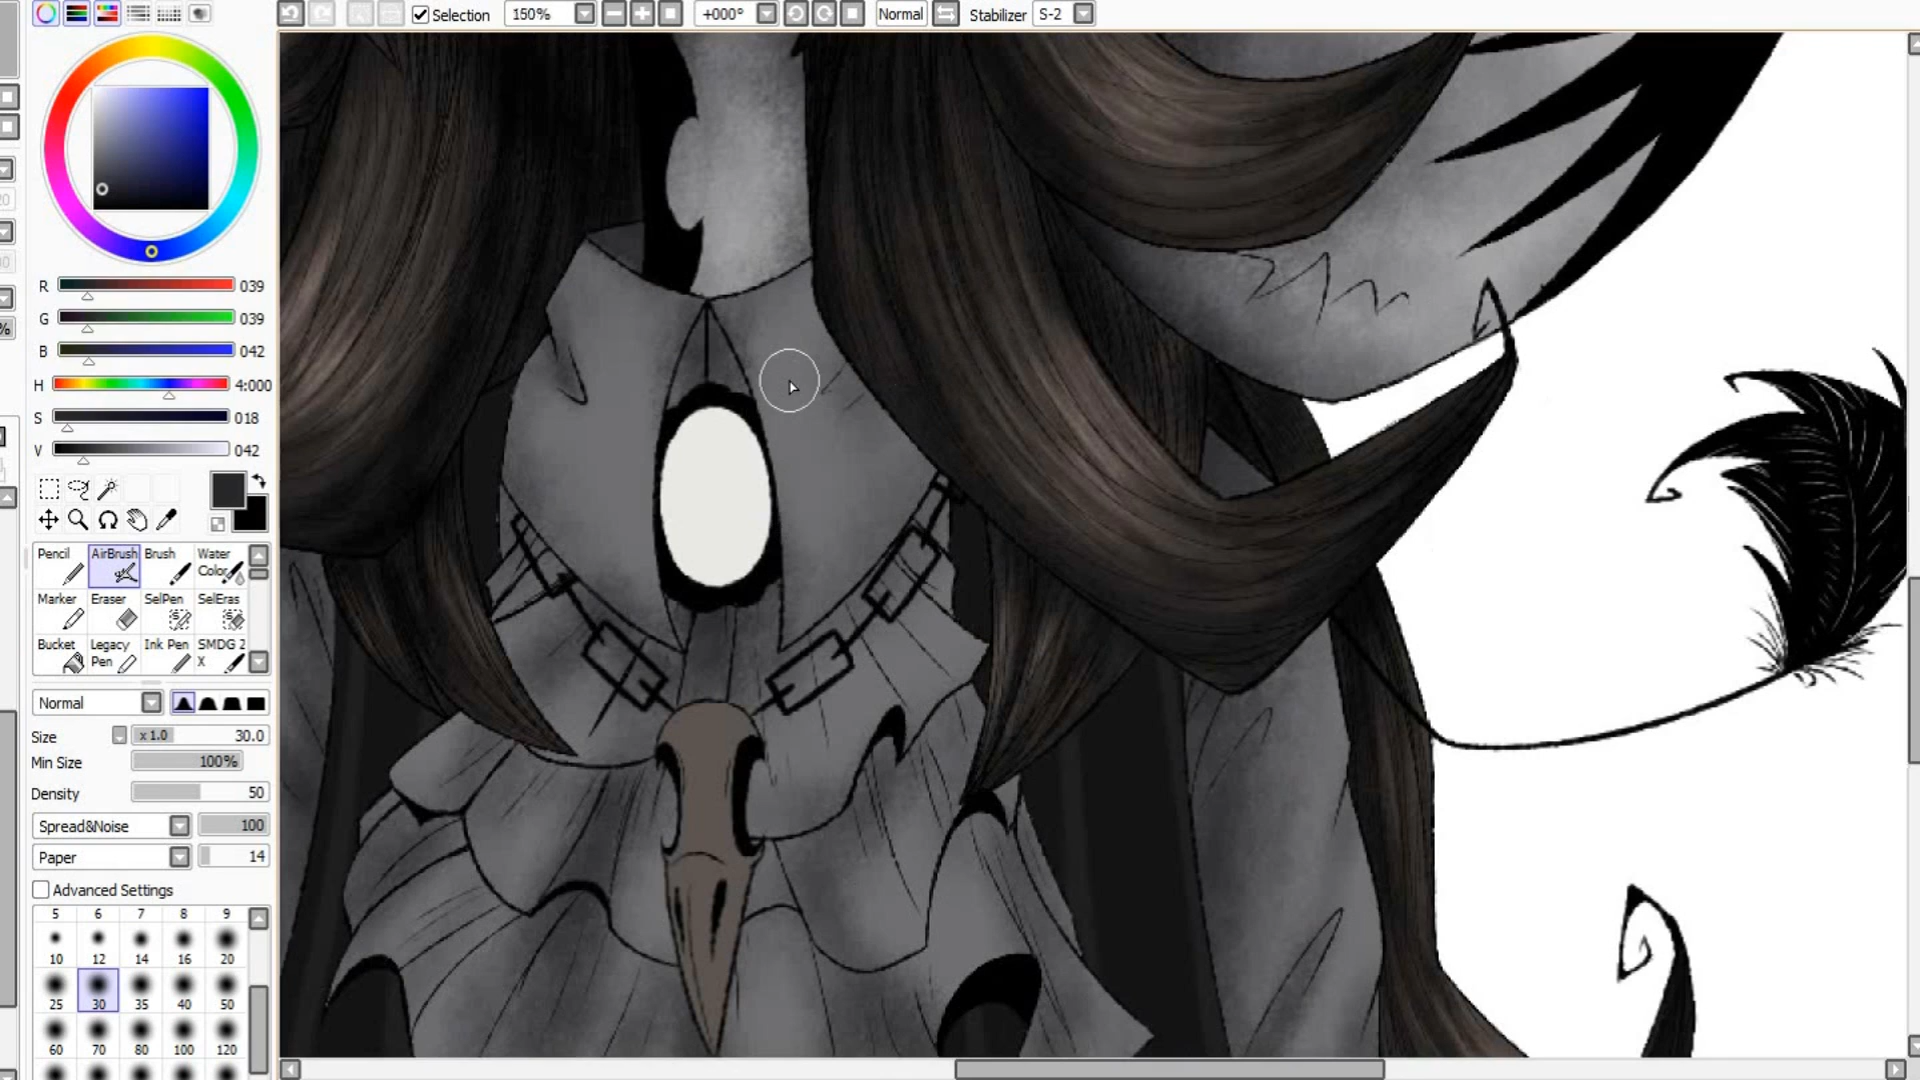 Selection 150% +000° Normal Stabilizer S-2
R 039
G 039
B 042
H 4:000
S 018
V 042
Pencil AirBrush Brush Water Color
Marker Eraser SelPen SelEras
Bucket Legacy Pen Ink Pen SMDG 2 X
Normal
Size x 1.0 30.0
Min Size 100%
Density 50
Spread&Noise 100
Paper 14
Advanced Settings
5 6 7 8 9
10 12 14 16 20
25 30 35 40 50
60 70 80 100 120